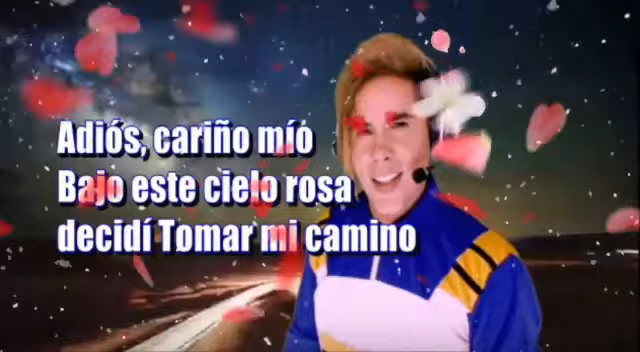 Adiós, cariño mío
Bajo este cielo rosa
decidí Tomar mi camino